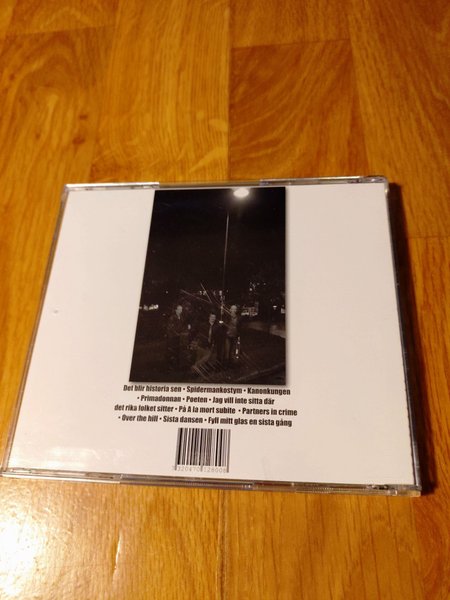 Det blir historia sen • Spidermankostym • Kanonkungen
• Primadonnan • Poeten • Jag vill inte sitta där
det rika folket sitter • På A la mort subite • Partners in crime
• Over the hill • Sista dansen • Fyll mitt glas en sista gång